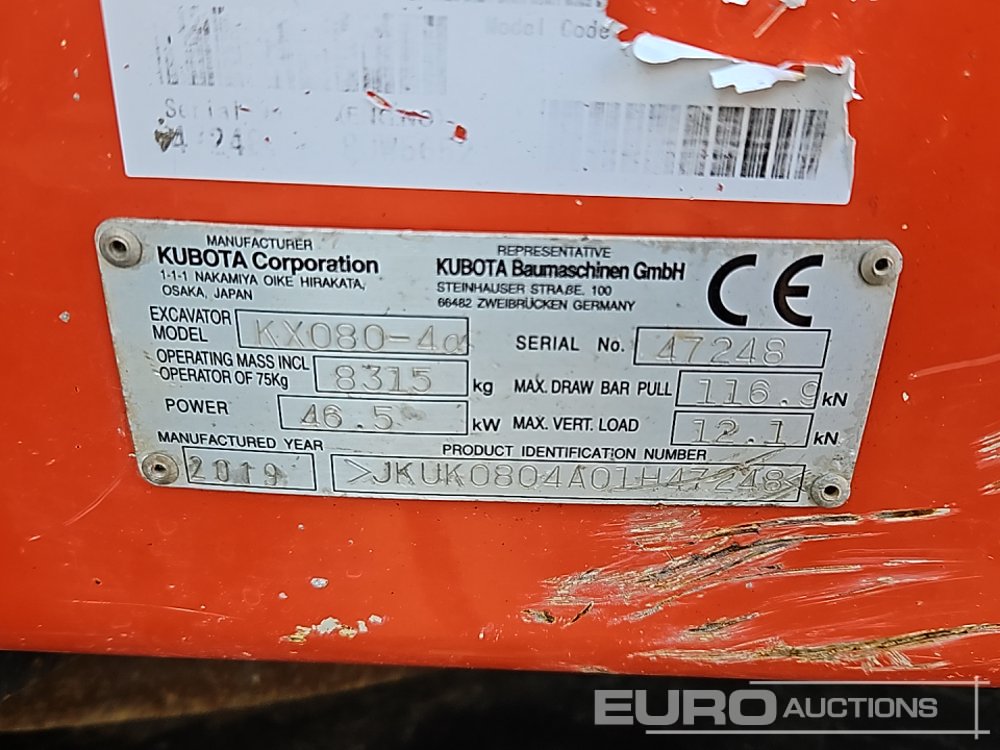 Model Code
Serial
MANUFACTURER
KUBOTA Corporation
1-1-1 NAKAMIYA OIKE HIRAKATA,
OSAKA, JAPAN
REPRESENTATIVE
KUBOTA Baumaschinen GmbH
STEINHAUSER STRAßE, 100
66482 ZWEIBRÜCKEN GERMANY
CE
EXCAVATOR
MODEL KX080-4α
SERIAL No. 47248
OPERATING MASS INCL
OPERATOR OF 75Kg 8315 kg
MAX. DRAW BAR PULL 116.9 kN
POWER 46.5 kW
MAX. VERT. LOAD 12.1 kN
MANUFACTURED YEAR
2019
PRODUCT IDENTIFICATION NUMBER
>JKUK0804A01H47248<
EURO AUCTIONS